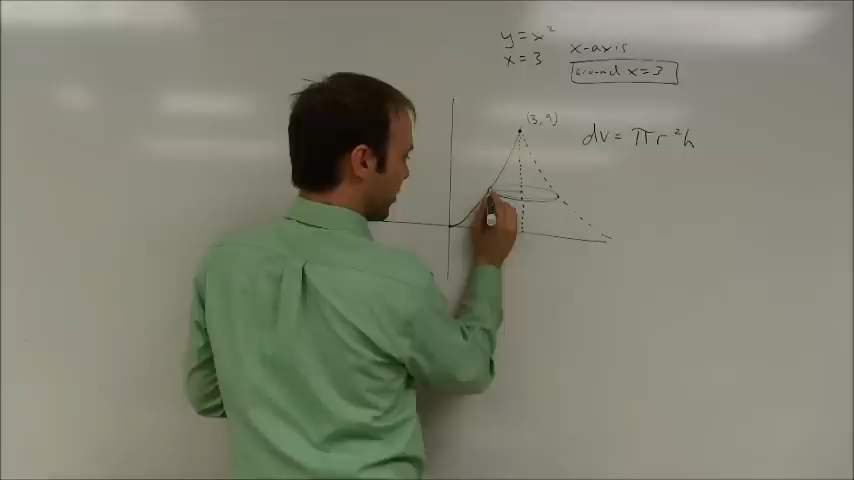 y = x²
x = 3
x-axis
around x = 3
(3, 9)
dv = πr²h